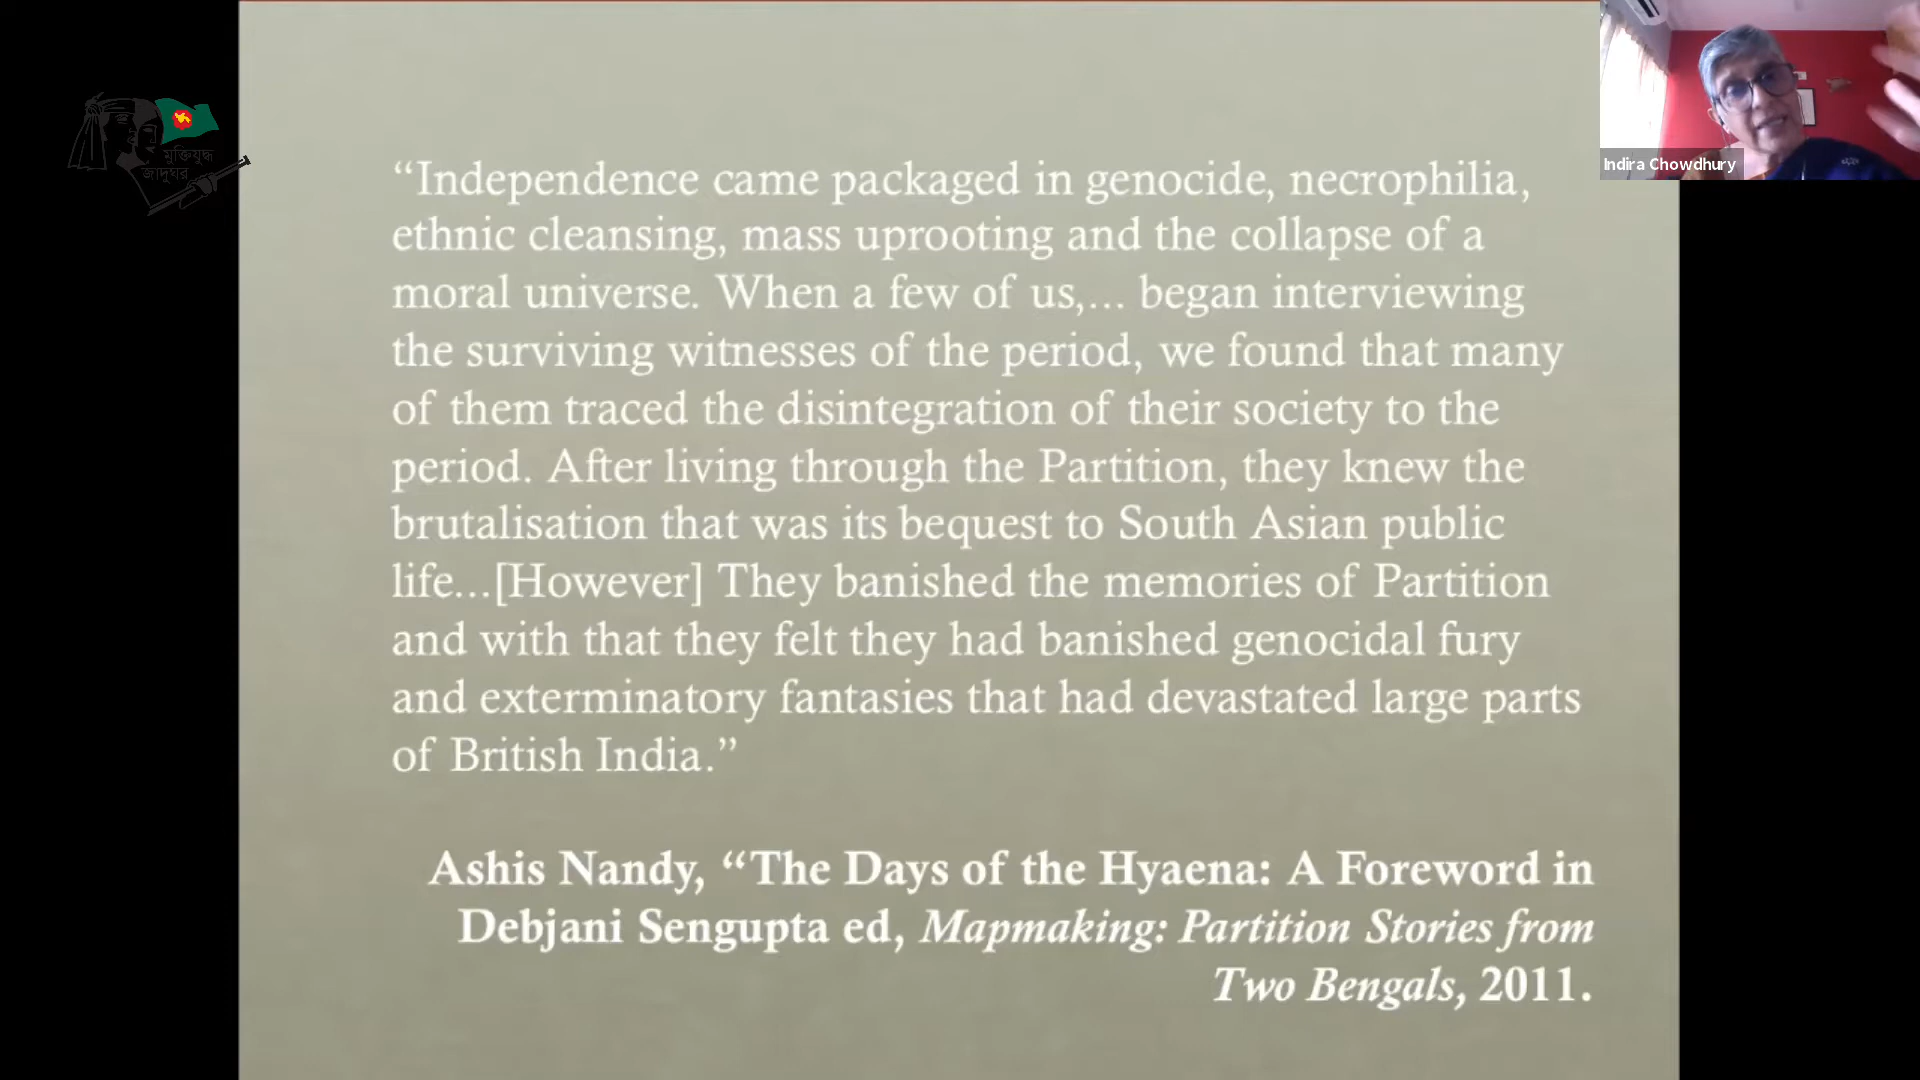 মুক্তিযুদ্ধ
জাদুঘর
Indira Chowdhury
“Independence came packaged in genocide, necrophilia,
ethnic cleansing, mass uprooting and the collapse of a
moral universe. When a few of us,... began interviewing
the surviving witnesses of the period, we found that many
of them traced the disintegration of their society to the
period. After living through the Partition, they knew the
brutalisation that was its bequest to South Asian public
life...[However] They banished the memories of Partition
and with that they felt they had banished genocidal fury
and exterminatory fantasies that had devastated large parts
of British India.”
Ashis Nandy, “The Days of the Hyaena: A Foreword in
Debjani Sengupta ed, Mapmaking: Partition Stories from
Two Bengals, 2011.